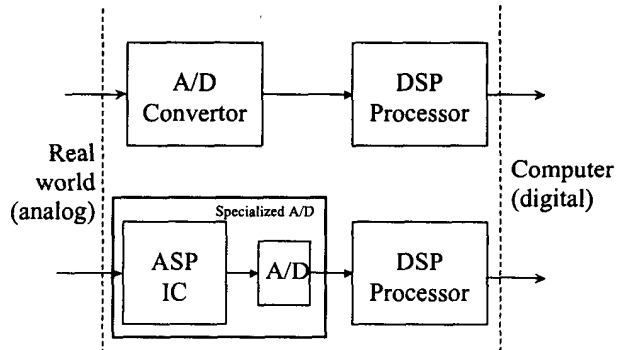 A/D
Convertor
DSP
Processor
Real
world
(analog)
Computer
(digital)
Specialized A/D
ASP
IC
A/D
DSP
Processor